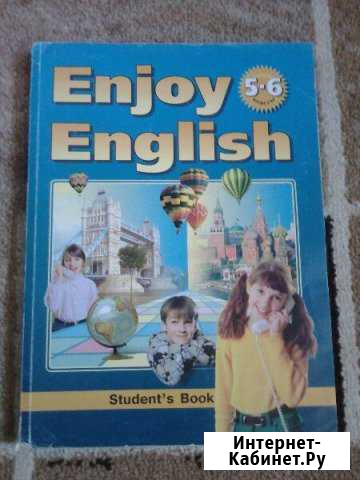 Enjoy
5-6
English
Student's Book
Интернет-
Кабинет.Ру